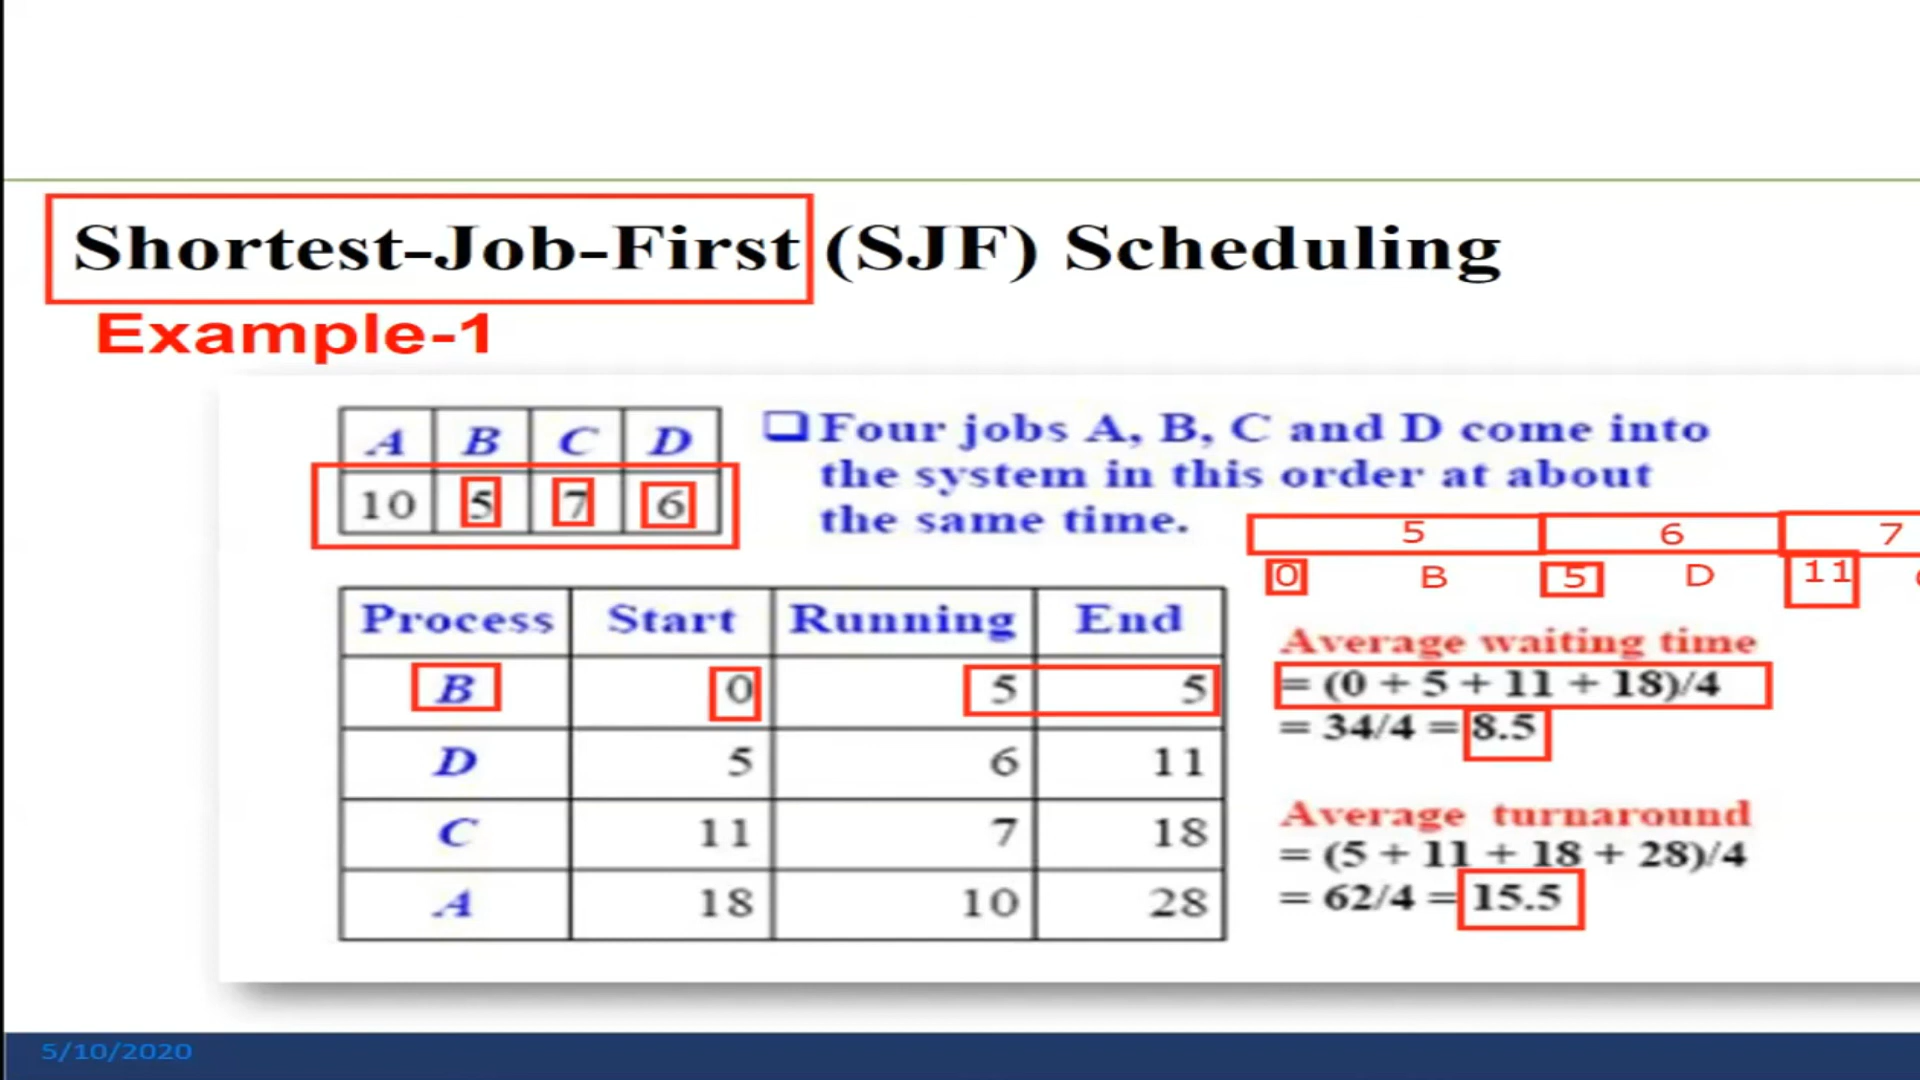 Shortest-Job-First (SJF) Scheduling
Example-1
A B C D
10 5 7 6
❑ Four jobs A, B, C and D come into
the system in this order at about
the same time.
5 6 7
0 B 5 D 11
Process Start Running End
B 0 5 5
D 5 6 11
C 11 7 18
A 18 10 28
Average waiting time
= (0 + 5 + 11 + 18)/4
= 34/4 = 8.5
Average turnaround
= (5 + 11 + 18 + 28)/4
= 62/4 = 15.5
5/10/2020